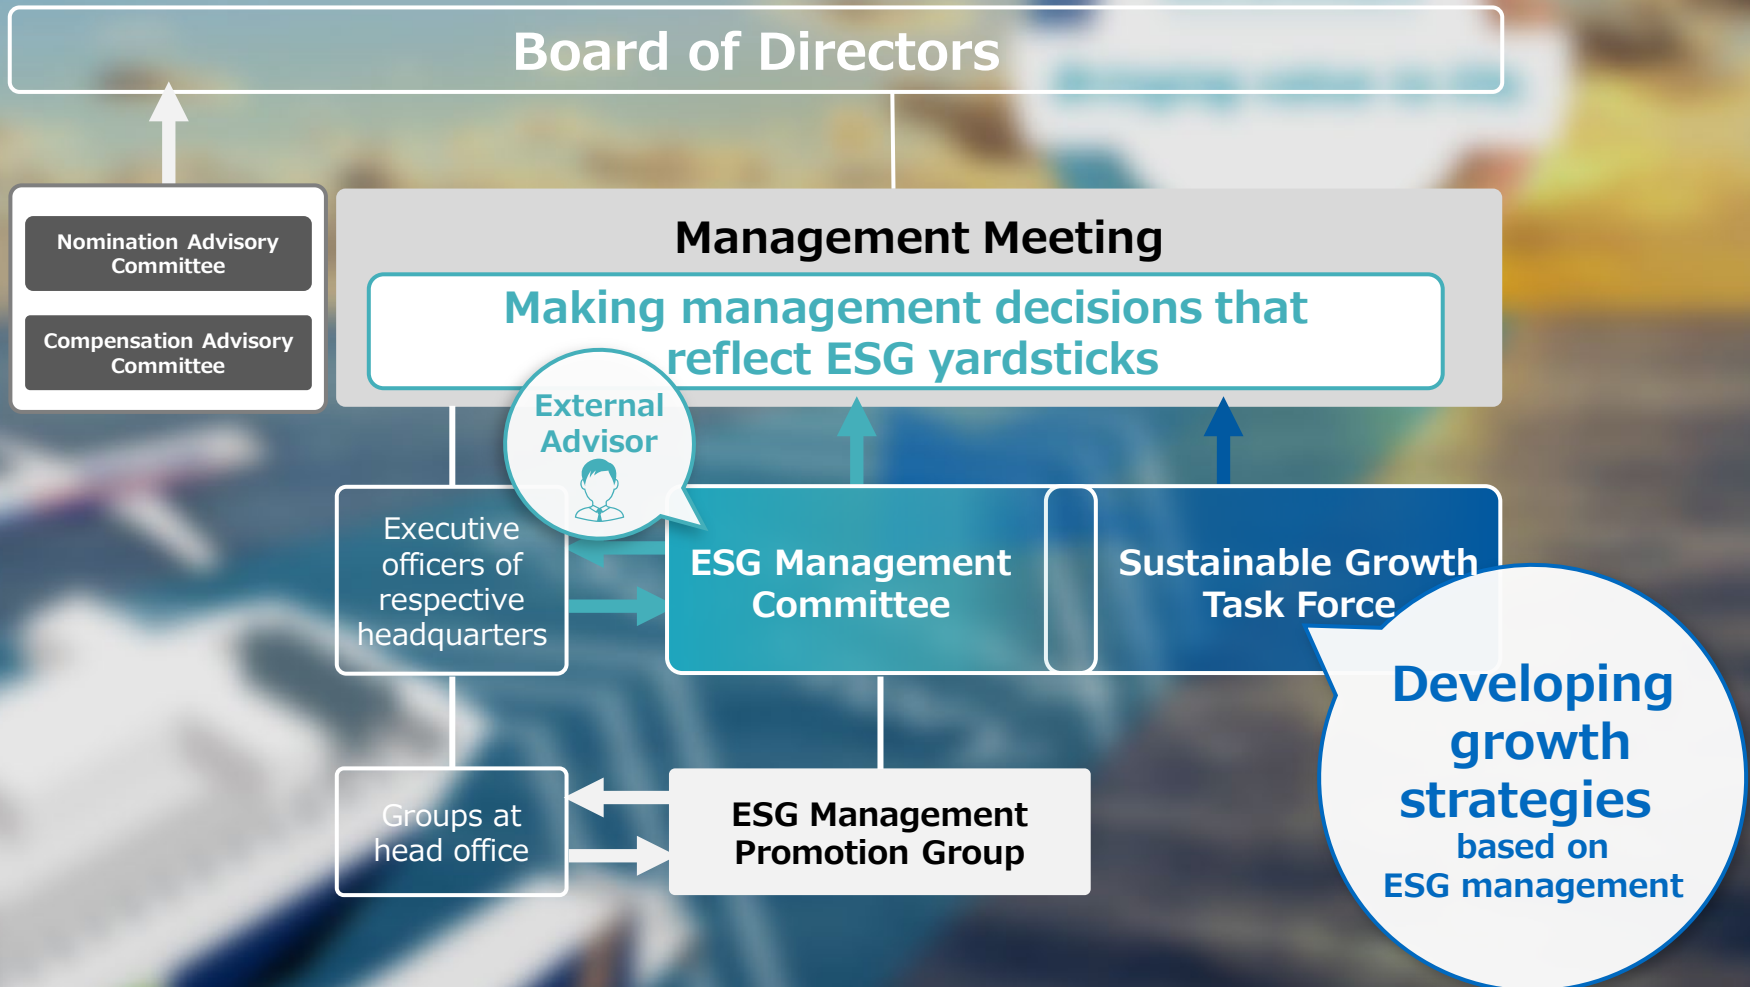 Board of Directors
Nomination Advisory
Committee
Compensation Advisory
Committee
Management Meeting
Making management decisions that
reflect ESG yardsticks
External
Advisor
Executive
officers of
respective
headquarters
ESG Management
Committee
Sustainable Growth
Task Force
Developing
growth
strategies
based on
ESG management
Groups at
head office
ESG Management
Promotion Group